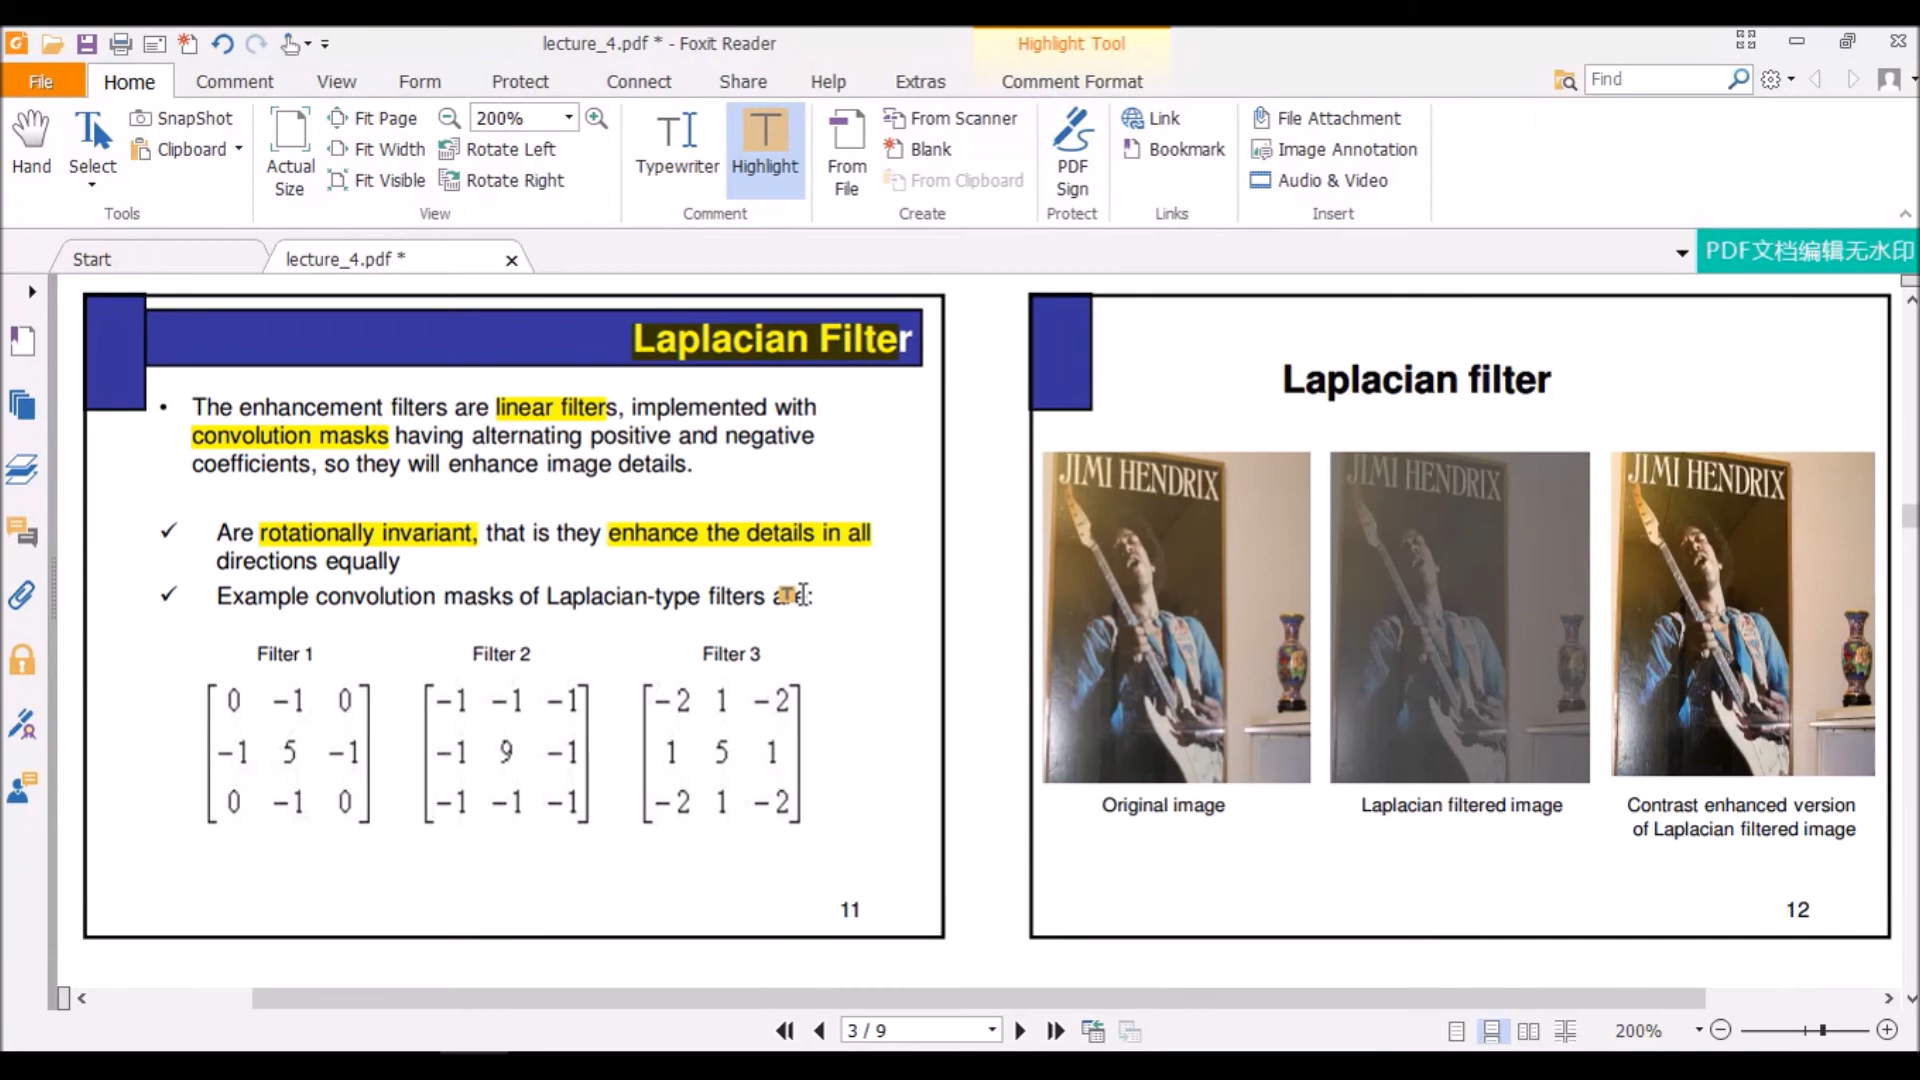 lecture_4.pdf * - Foxit Reader
Highlight Tool
File Home Comment View Form Protect Connect Share Help Extras Comment Format Find
Hand
Select
SnapShot
Clipboard
Tools
Actual Size
Fit Page
Fit Width
Fit Visible
200%
Rotate Left
Rotate Right
View
Typewriter
Highlight
Comment
From File
From Scanner
Blank
From Clipboard
Create
PDF Sign
Protect
Link
Bookmark
Links
File Attachment
Image Annotation
Audio & Video
Insert
Start
lecture_4.pdf *
PDF文档编辑无水印
Laplacian Filter
• The enhancement filters are linear filters, implemented with
convolution masks having alternating positive and negative
coefficients, so they will enhance image details.
✓ Are rotationally invariant, that is they enhance the details in all
directions equally
✓ Example convolution masks of Laplacian-type filters
Filter 1 Filter 2 Filter 3
0 −1 0 −1 −1 −1 −2 1 −2
−1 5 −1 −1 9 −1 1 5 1
0 −1 0 −1 −1 −1 −2 1 −2
11
Laplacian filter
JIMI HENDRIX JIMI HENDRIX JIMI HENDRIX
Original image
Laplacian filtered image
Contrast enhanced version
of Laplacian filtered image
12
3 / 9
200%